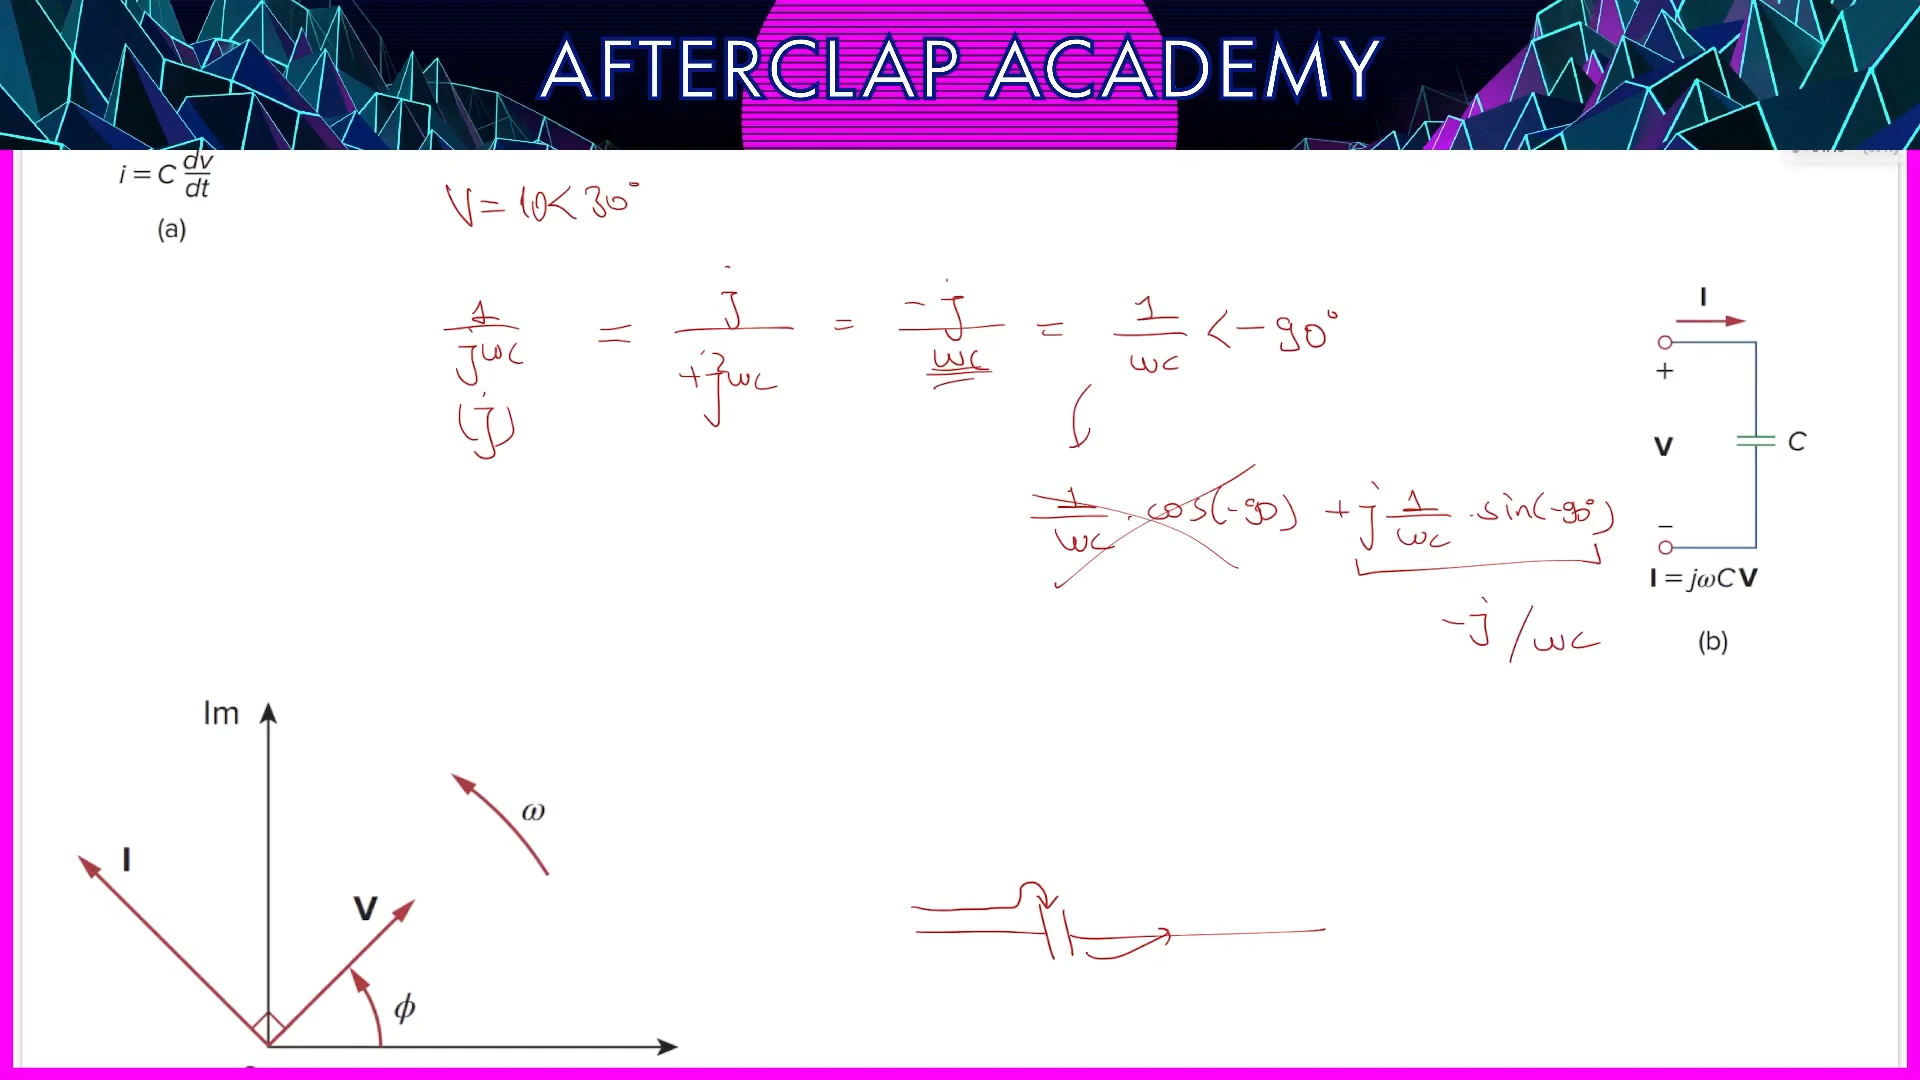 AFTERCLAP ACADEMY
i = C dv/dt
(a)
V = 10 < 30°
1/jωc (j) = j/+j²ωc = -j/ωc = 1/ωc < -90°
1/ωc . cos(-90) + j 1/ωc . sin(-90°)
-j/ωc
I
+
V
C
−
I = jωCV
(b)
Im
ω
I
V
ϕ